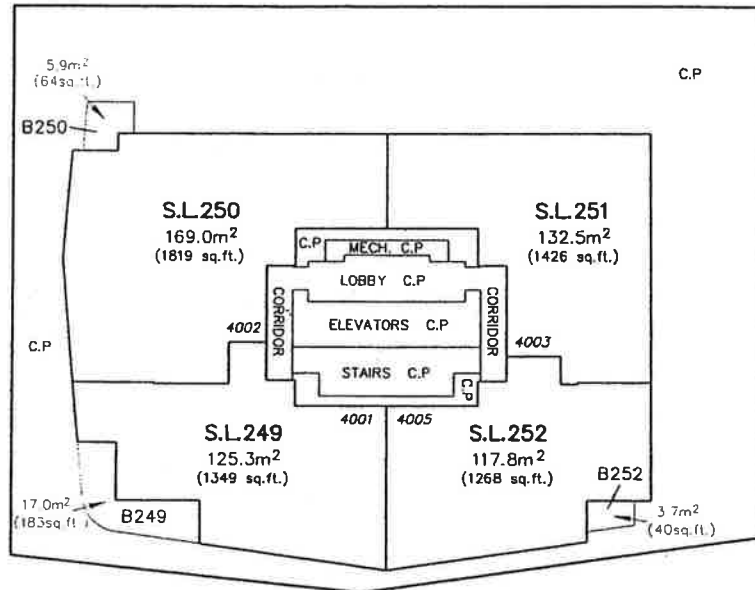 5.9m²
(64sq.ft.)
C.P
B250
S.L.250
169.0m²
(1819 sq.ft.)
S.L.251
132.5m²
(1426 sq.ft.)
C.P
MECH. C.P
LOBBY C.P
CORRIDOR
CORRIDOR
ELEVATORS C.P
4002
4003
C.P
STAIRS C.P
C.P
4001
4005
S.L.249
125.3m²
(1349 sq.ft.)
S.L.252
117.8m²
(1268 sq.ft.)
B252
17.0m²
(183sq.ft.)
B249
3.7m²
(40sq.ft.)